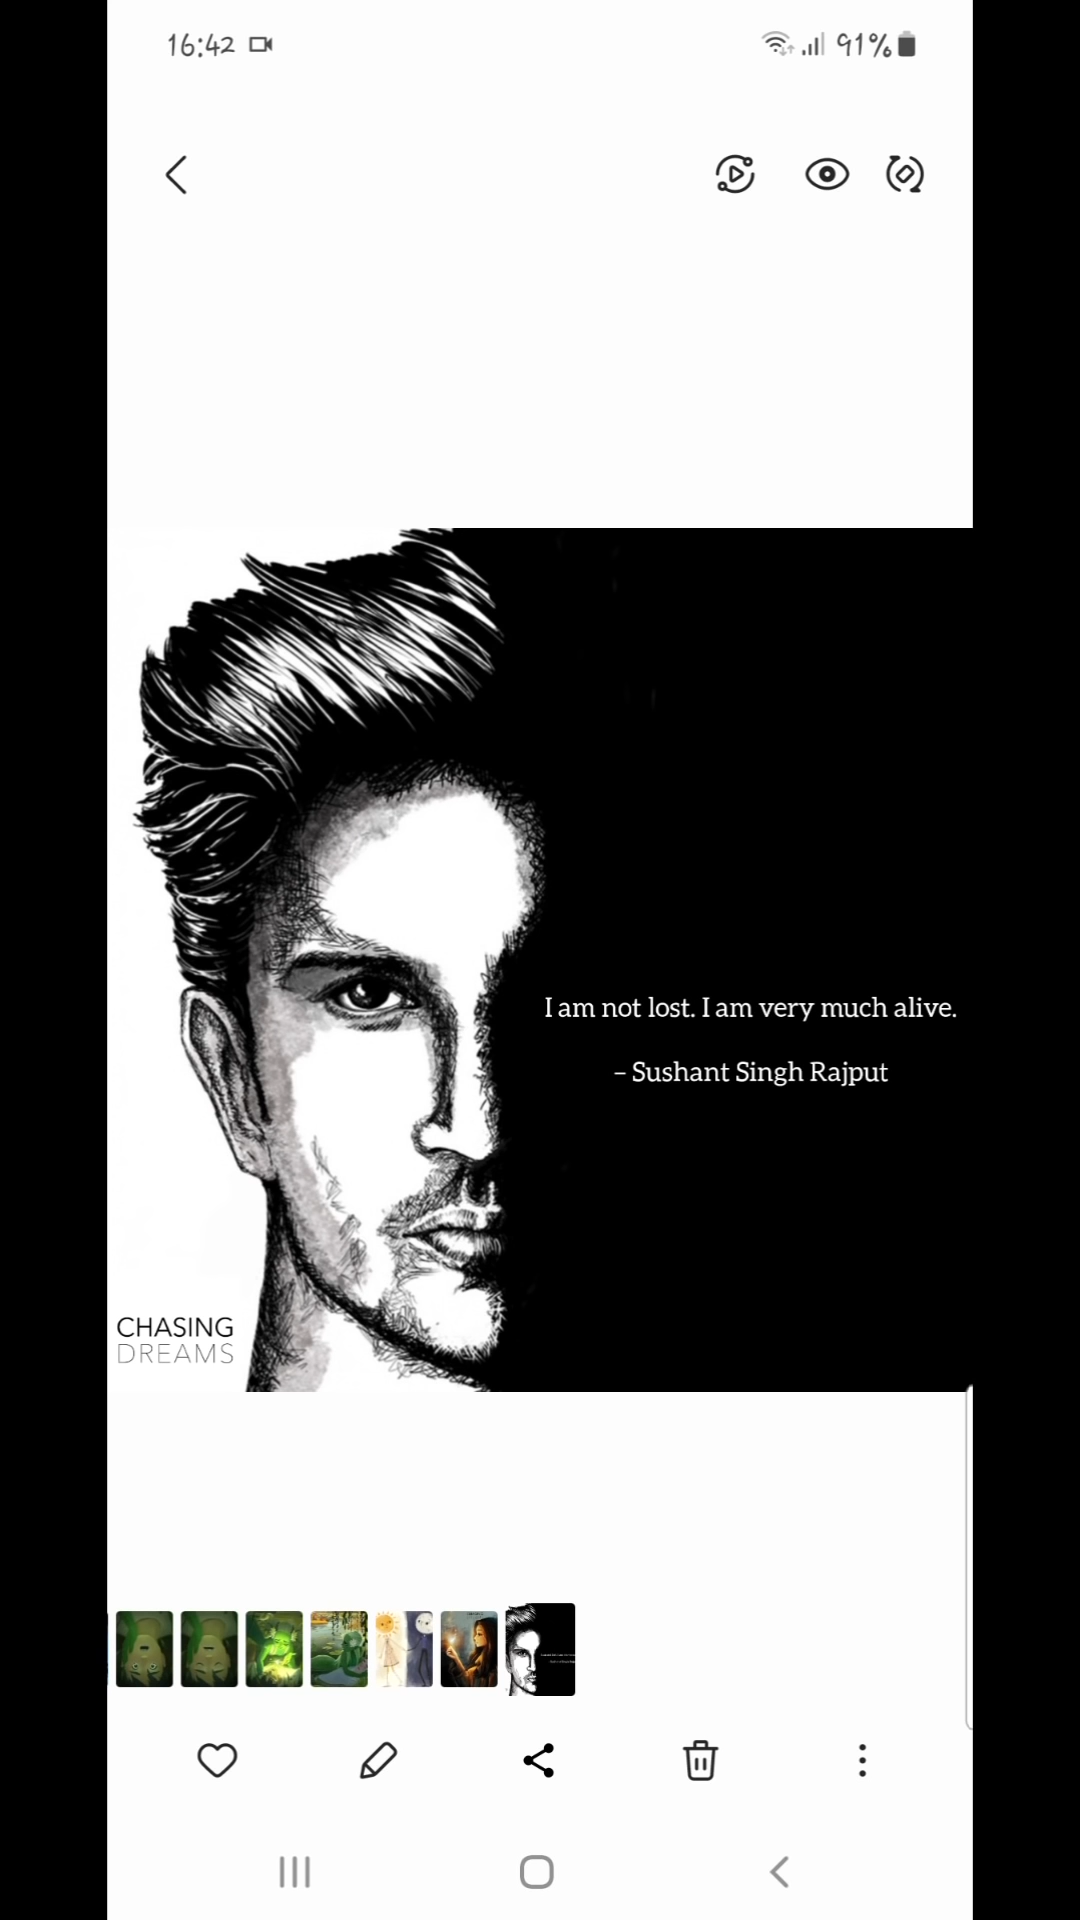 16:42
91%
I am not lost. I am very much alive.
– Sushant Singh Rajput
CHASING
DREAMS